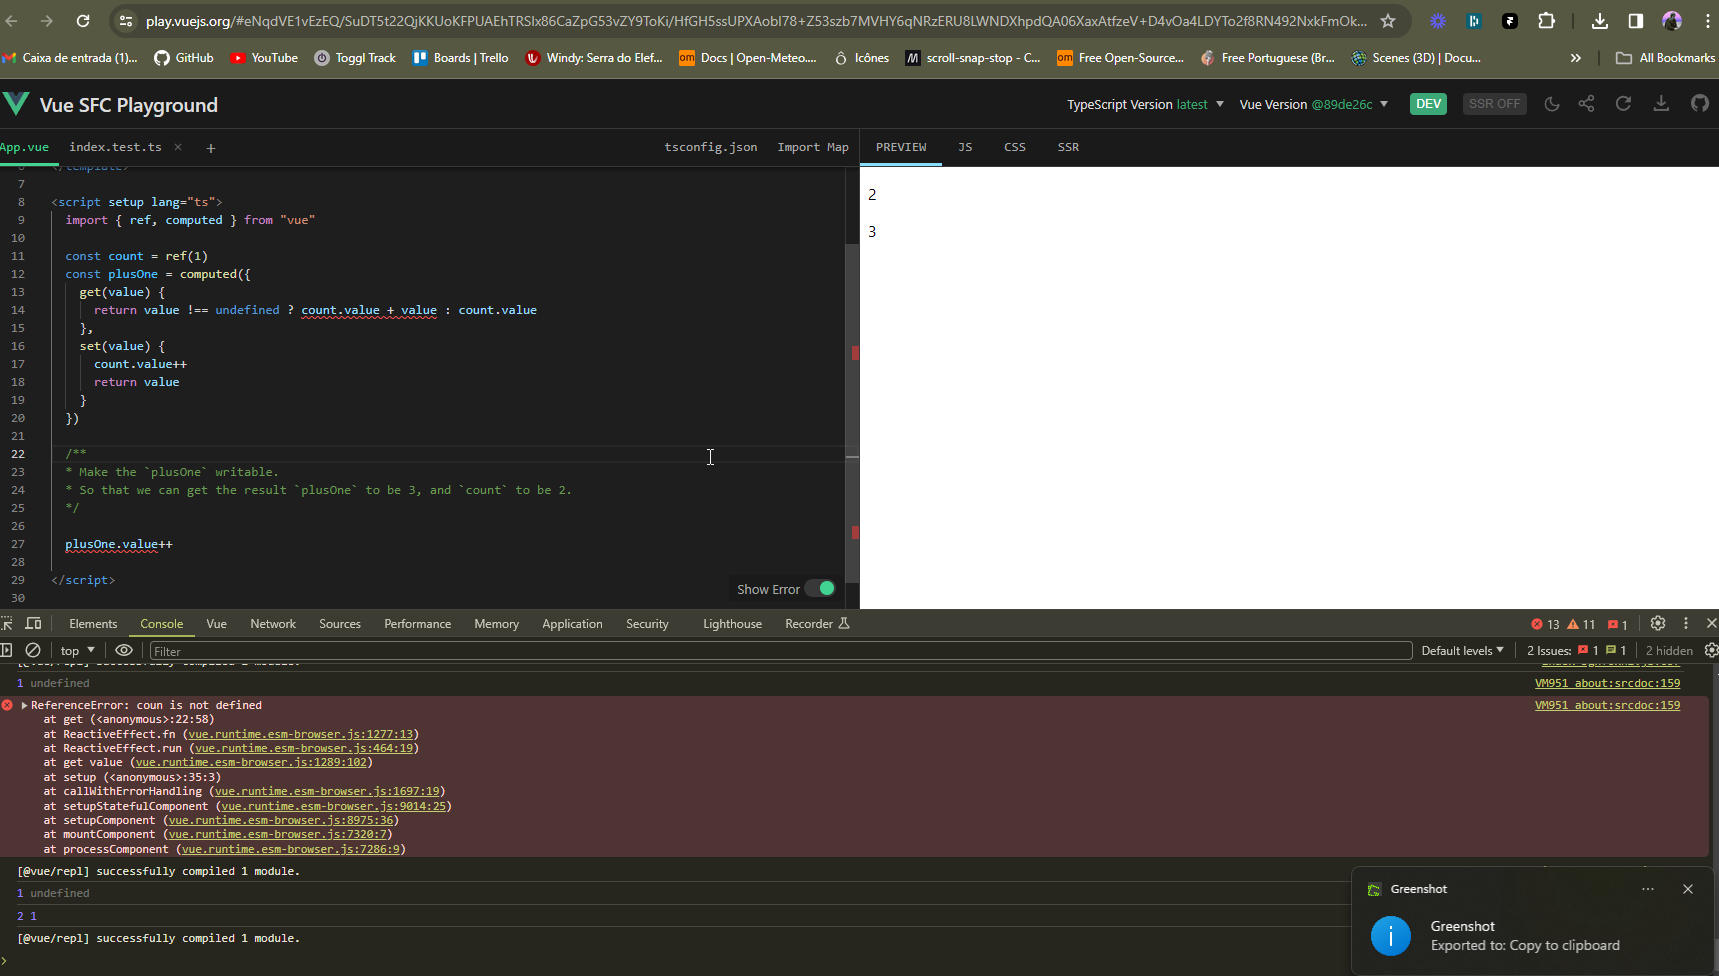 play.vuejs.org/#eNqdVE1vEzEQ/SuDT5t22QjKKUoKFPUAEhTRSIx86CaZpG53vZY9ToKi/HfGH5ssUPXAobI78+Z53szb7MVHY6qNRzERU8LWNDXhpdQA06XaxAtfzeV+D4vOa4LDYTo2f8RN492NxkFmOk...
Caixa de entrada (1)...
GitHub
YouTube
Toggl Track
Boards | Trello
Windy: Serra do Elef...
Docs | Open-Meteo....
Icônes
scroll-snap-stop - C...
Free Open-Source...
Free Portuguese (Br...
Scenes (3D) | Docu...
»
All Bookmarks
Vue SFC Playground
TypeScript Version latest
Vue Version @89de26c
DEV
SSR OFF
App.vue
index.test.ts ×
+
tsconfig.json
Import Map
PREVIEW
JS
CSS
SSR
6 </template>
7
8 <script setup lang="ts">
9 import { ref, computed } from "vue"
10
11 const count = ref(1)
12 const plusOne = computed({
13 get(value) {
14 return value !== undefined ? count.value + value : count.value
15 },
16 set(value) {
17 count.value++
18 return value
19 }
20 })
21
22 /**
23 * Make the `plusOne` writable.
24 * So that we can get the result `plusOne` to be 3, and `count` to be 2.
25 */
26
27 plusOne.value++
28
29 </script>
30
Show Error
2
3
Elements
Console
Vue
Network
Sources
Performance
Memory
Application
Security
Lighthouse
Recorder
13
11
1
top
Filter
Default levels
2 Issues: 1 1
2 hidden
[@vue/repl] successfully compiled 1 module.
1 undefined VM951 about:srcdoc:159
ReferenceError: coun is not defined VM951 about:srcdoc:159
at get (<anonymous>:22:58)
at ReactiveEffect.fn (vue.runtime.esm-browser.js:1277:13)
at ReactiveEffect.run (vue.runtime.esm-browser.js:464:19)
at get value (vue.runtime.esm-browser.js:1289:102)
at setup (<anonymous>:35:3)
at callWithErrorHandling (vue.runtime.esm-browser.js:1697:19)
at setupStatefulComponent (vue.runtime.esm-browser.js:9014:25)
at setupComponent (vue.runtime.esm-browser.js:8975:36)
at mountComponent (vue.runtime.esm-browser.js:7320:7)
at processComponent (vue.runtime.esm-browser.js:7286:9)
[@vue/repl] successfully compiled 1 module.
1 undefined
2 1
[@vue/repl] successfully compiled 1 module.
>
Greenshot
Greenshot
Exported to: Copy to clipboard